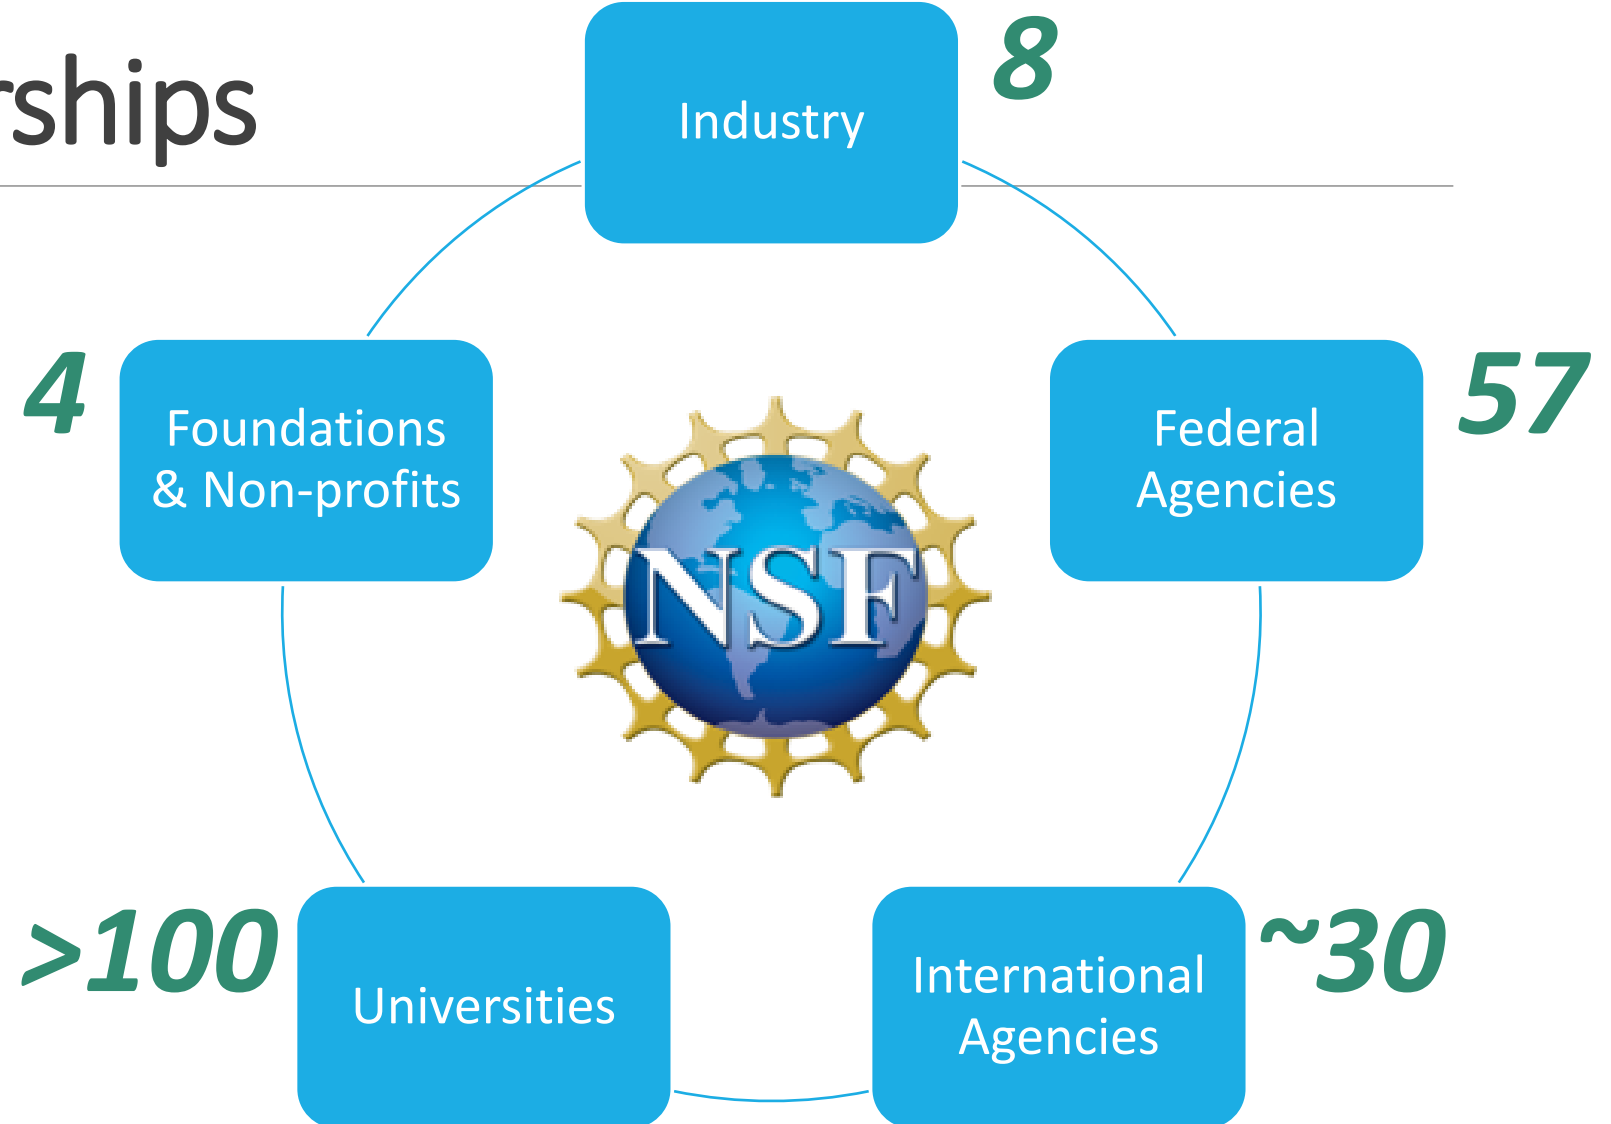 rships
Industry
8
4
Foundations
& Non-profits
Federal
Agencies
57
NSF
>100
Universities
International
Agencies
~30